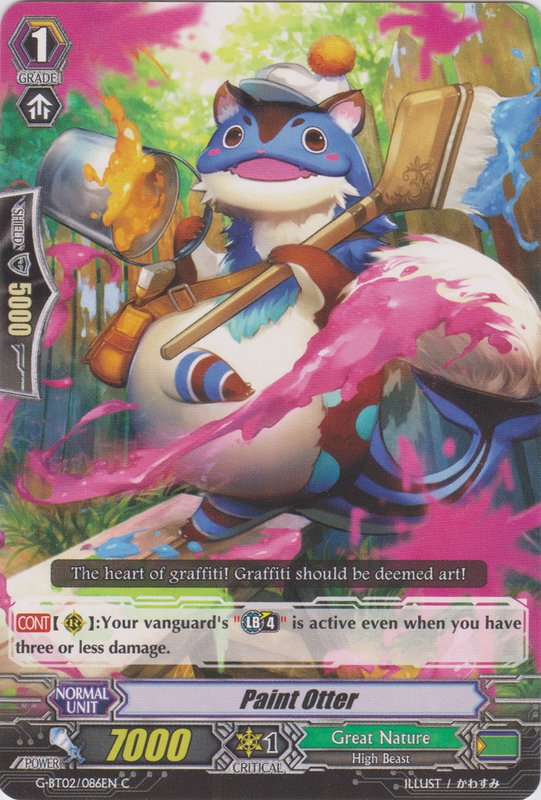 1
GRADE
SHIELD
5000
The heart of graffiti! Graffiti should be deemed art!
CONT[ R ]:Your vanguard's "LB4" is active even when you have
three or less damage.
NORMAL
UNIT
Paint Otter
POWER
7000
1
CRITICAL
Great Nature
High Beast
G-BT02/086EN C
ILLUST / かわすみ